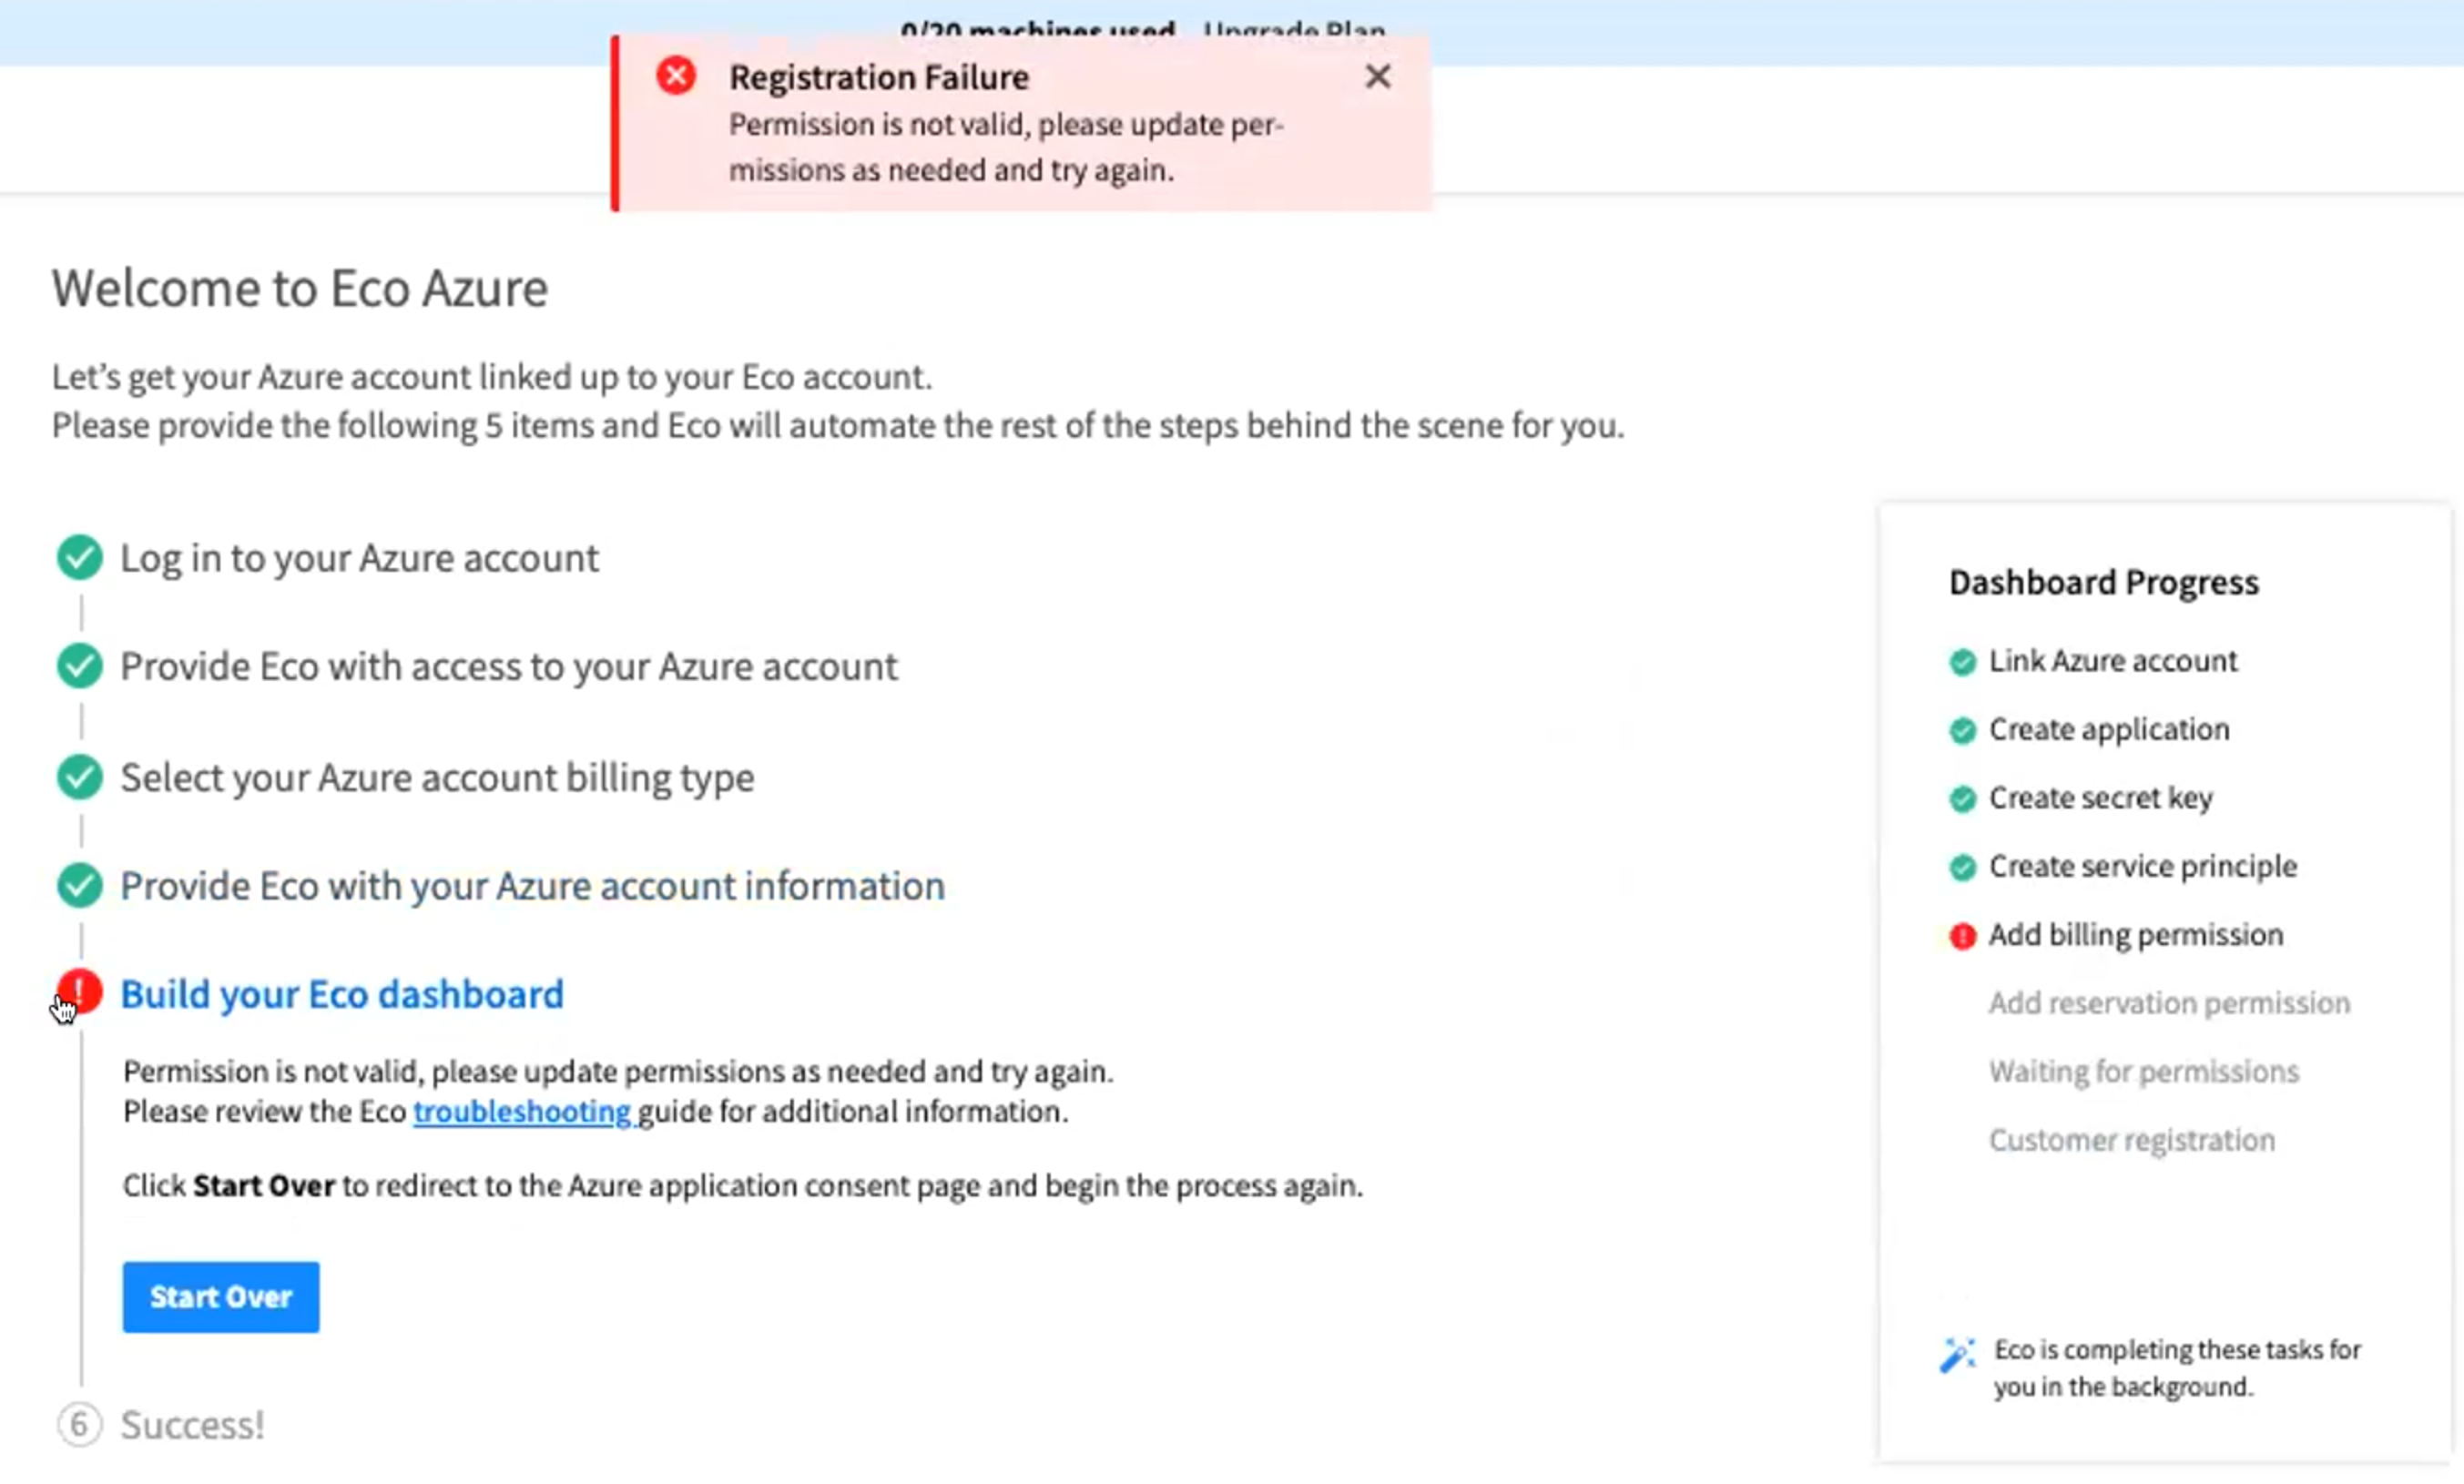 0/20 machines used Upgrade Plan
Registration Failure
Permission is not valid, please update per-
missions as needed and try again.
Welcome to Eco Azure
Let's get your Azure account linked up to your Eco account.
Please provide the following 5 items and Eco will automate the rest of the steps behind the scene for you.
Log in to your Azure account
Provide Eco with access to your Azure account
Select your Azure account billing type
Provide Eco with your Azure account information
Build your Eco dashboard
Permission is not valid, please update permissions as needed and try again.
Please review the Eco troubleshooting guide for additional information.
Click Start Over to redirect to the Azure application consent page and begin the process again.
Start Over
6 Success!
Dashboard Progress
Link Azure account
Create application
Create secret key
Create service principle
Add billing permission
Add reservation permission
Waiting for permissions
Customer registration
Eco is completing these tasks for
you in the background.